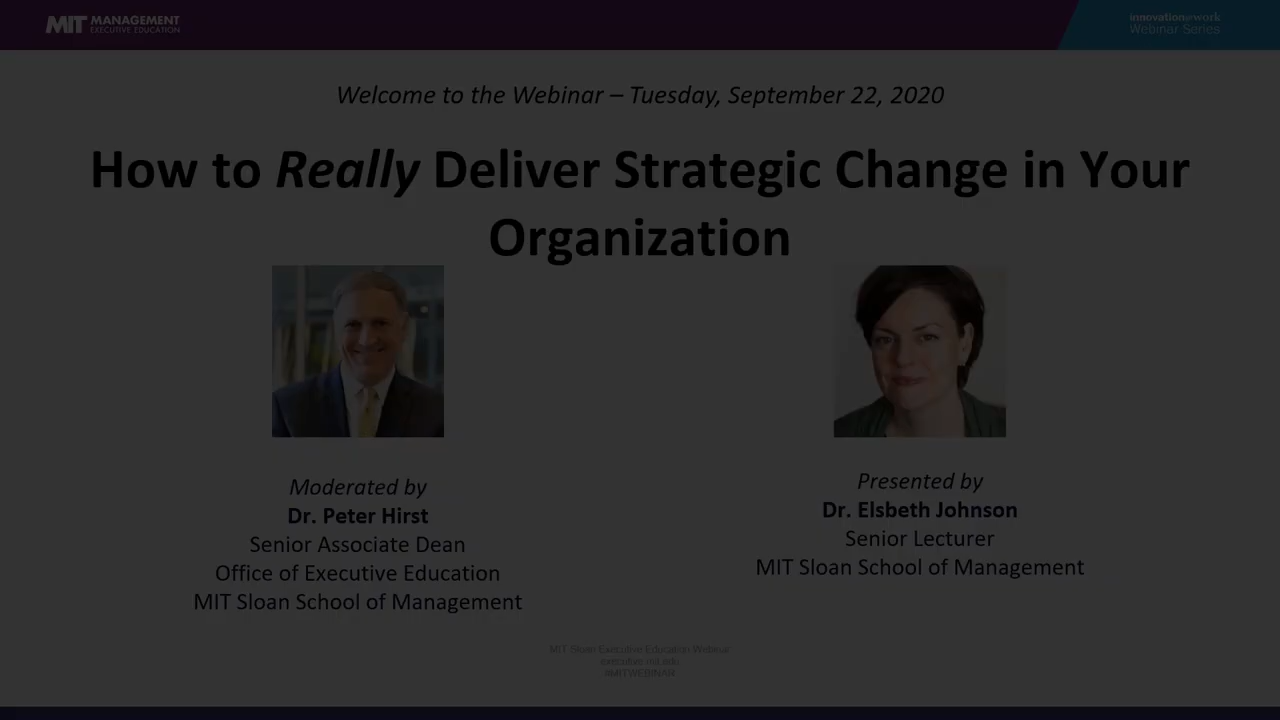 MIT MANAGEMENT
EXECUTIVE EDUCATION
innovation@work
Webinar Series
Welcome to the Webinar – Tuesday, September 22, 2020
How to Really Deliver Strategic Change in Your
Organization
Moderated by
Dr. Peter Hirst
Senior Associate Dean
Office of Executive Education
MIT Sloan School of Management
Presented by
Dr. Elsbeth Johnson
Senior Lecturer
MIT Sloan School of Management
MIT Sloan Executive Education Webinar
executive.mit.edu
#MITWEBINAR